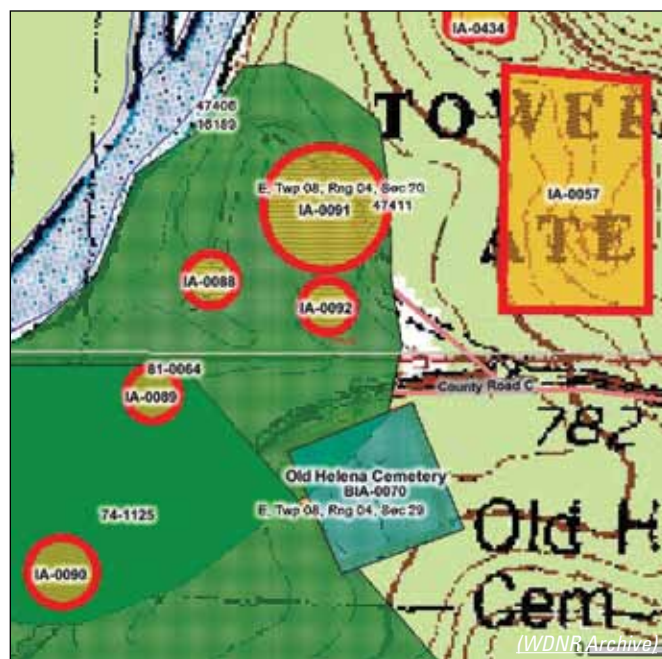 IA-0434
TOWER
47406
16189
E, Twp 08, Rng 04, Sec 20
47411
IA-0091
IA-0057
ATE
IA-0088
IA-0092
81-0064
IA-0089
County Road C
782
Old Helena Cemetery
BIA-0070
E, Twp 08, Rng 04, Sec 29
74-1125
Old H
IA-0090
Cem
(WDNR Archive)